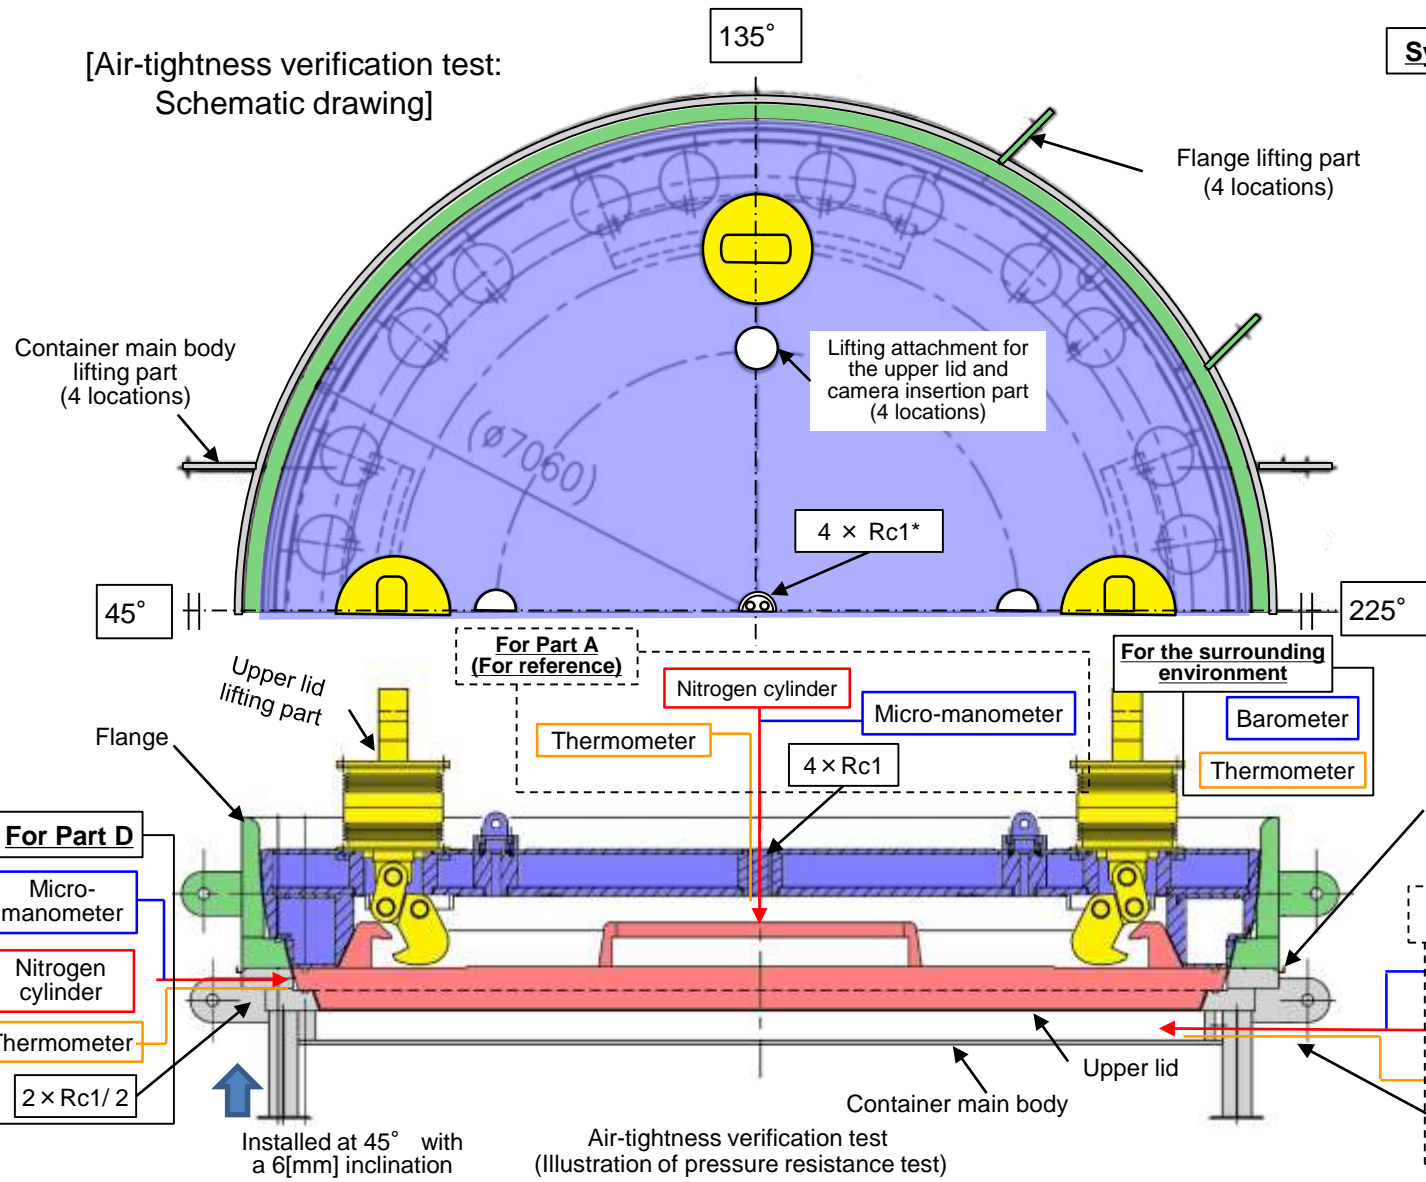 135°
[Air-tightness verification test:
Schematic drawing]
Flange lifting part
(4 locations)
Container main body
lifting part
(4 locations)
Lifting attachment for
the upper lid and
camera insertion part
(4 locations)
(ø7060)
4 × Rc1*
45°
225°
For Part A
(For reference)
For the surrounding
environment
Upper lid
lifting part
Nitrogen cylinder
Micro-manometer
Barometer
Flange
Thermometer
4×Rc1
Thermometer
For Part D
Micro-
manometer
Nitrogen
cylinder
Thermometer
2×Rc1/2
Upper lid
Container main body
Installed at 45° with
a 6[mm] inclination
Air-tightness verification test
(Illustration of pressure resistance test)